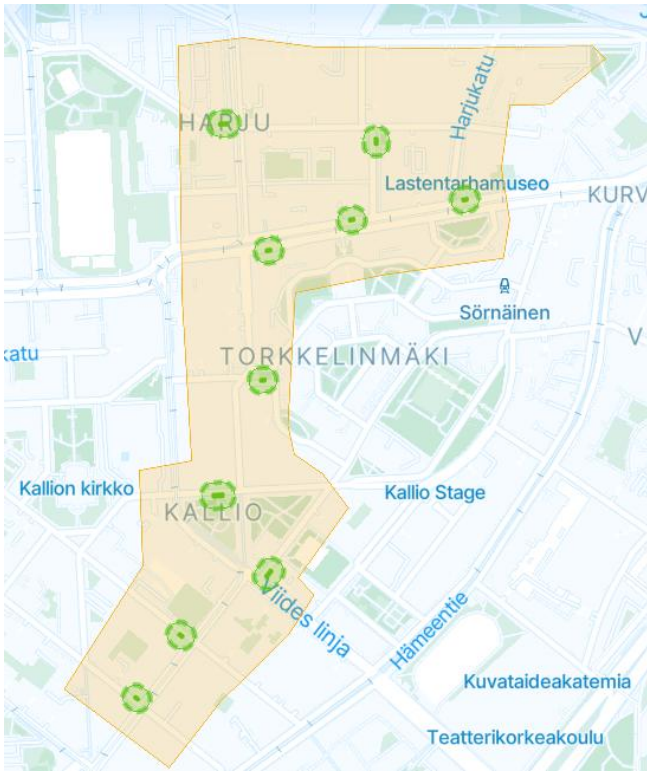 HARJU
Harjukatu
Lastentarhamuseo
KURV
Sörnäinen
V
katu
TORKKELINMÄKI
Kallion kirkko
Kallio Stage
KALLIO
Viides linja
Hämeentie
Kuvataideakatemia
Teatterikorkeakoulu